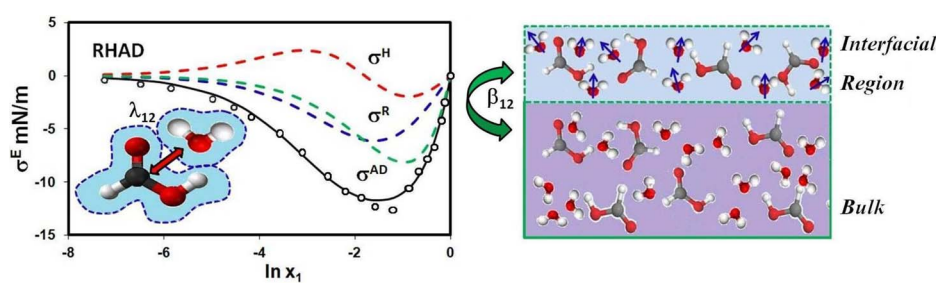 RHAD
σᴴ
σᴿ
σᴬᴰ
λ₁₂
σᴱ mN/m
5
0
-5
-10
-15
-8
-6
-4
-2
0
ln x₁
β₁₂
Interfacial
Region
Bulk